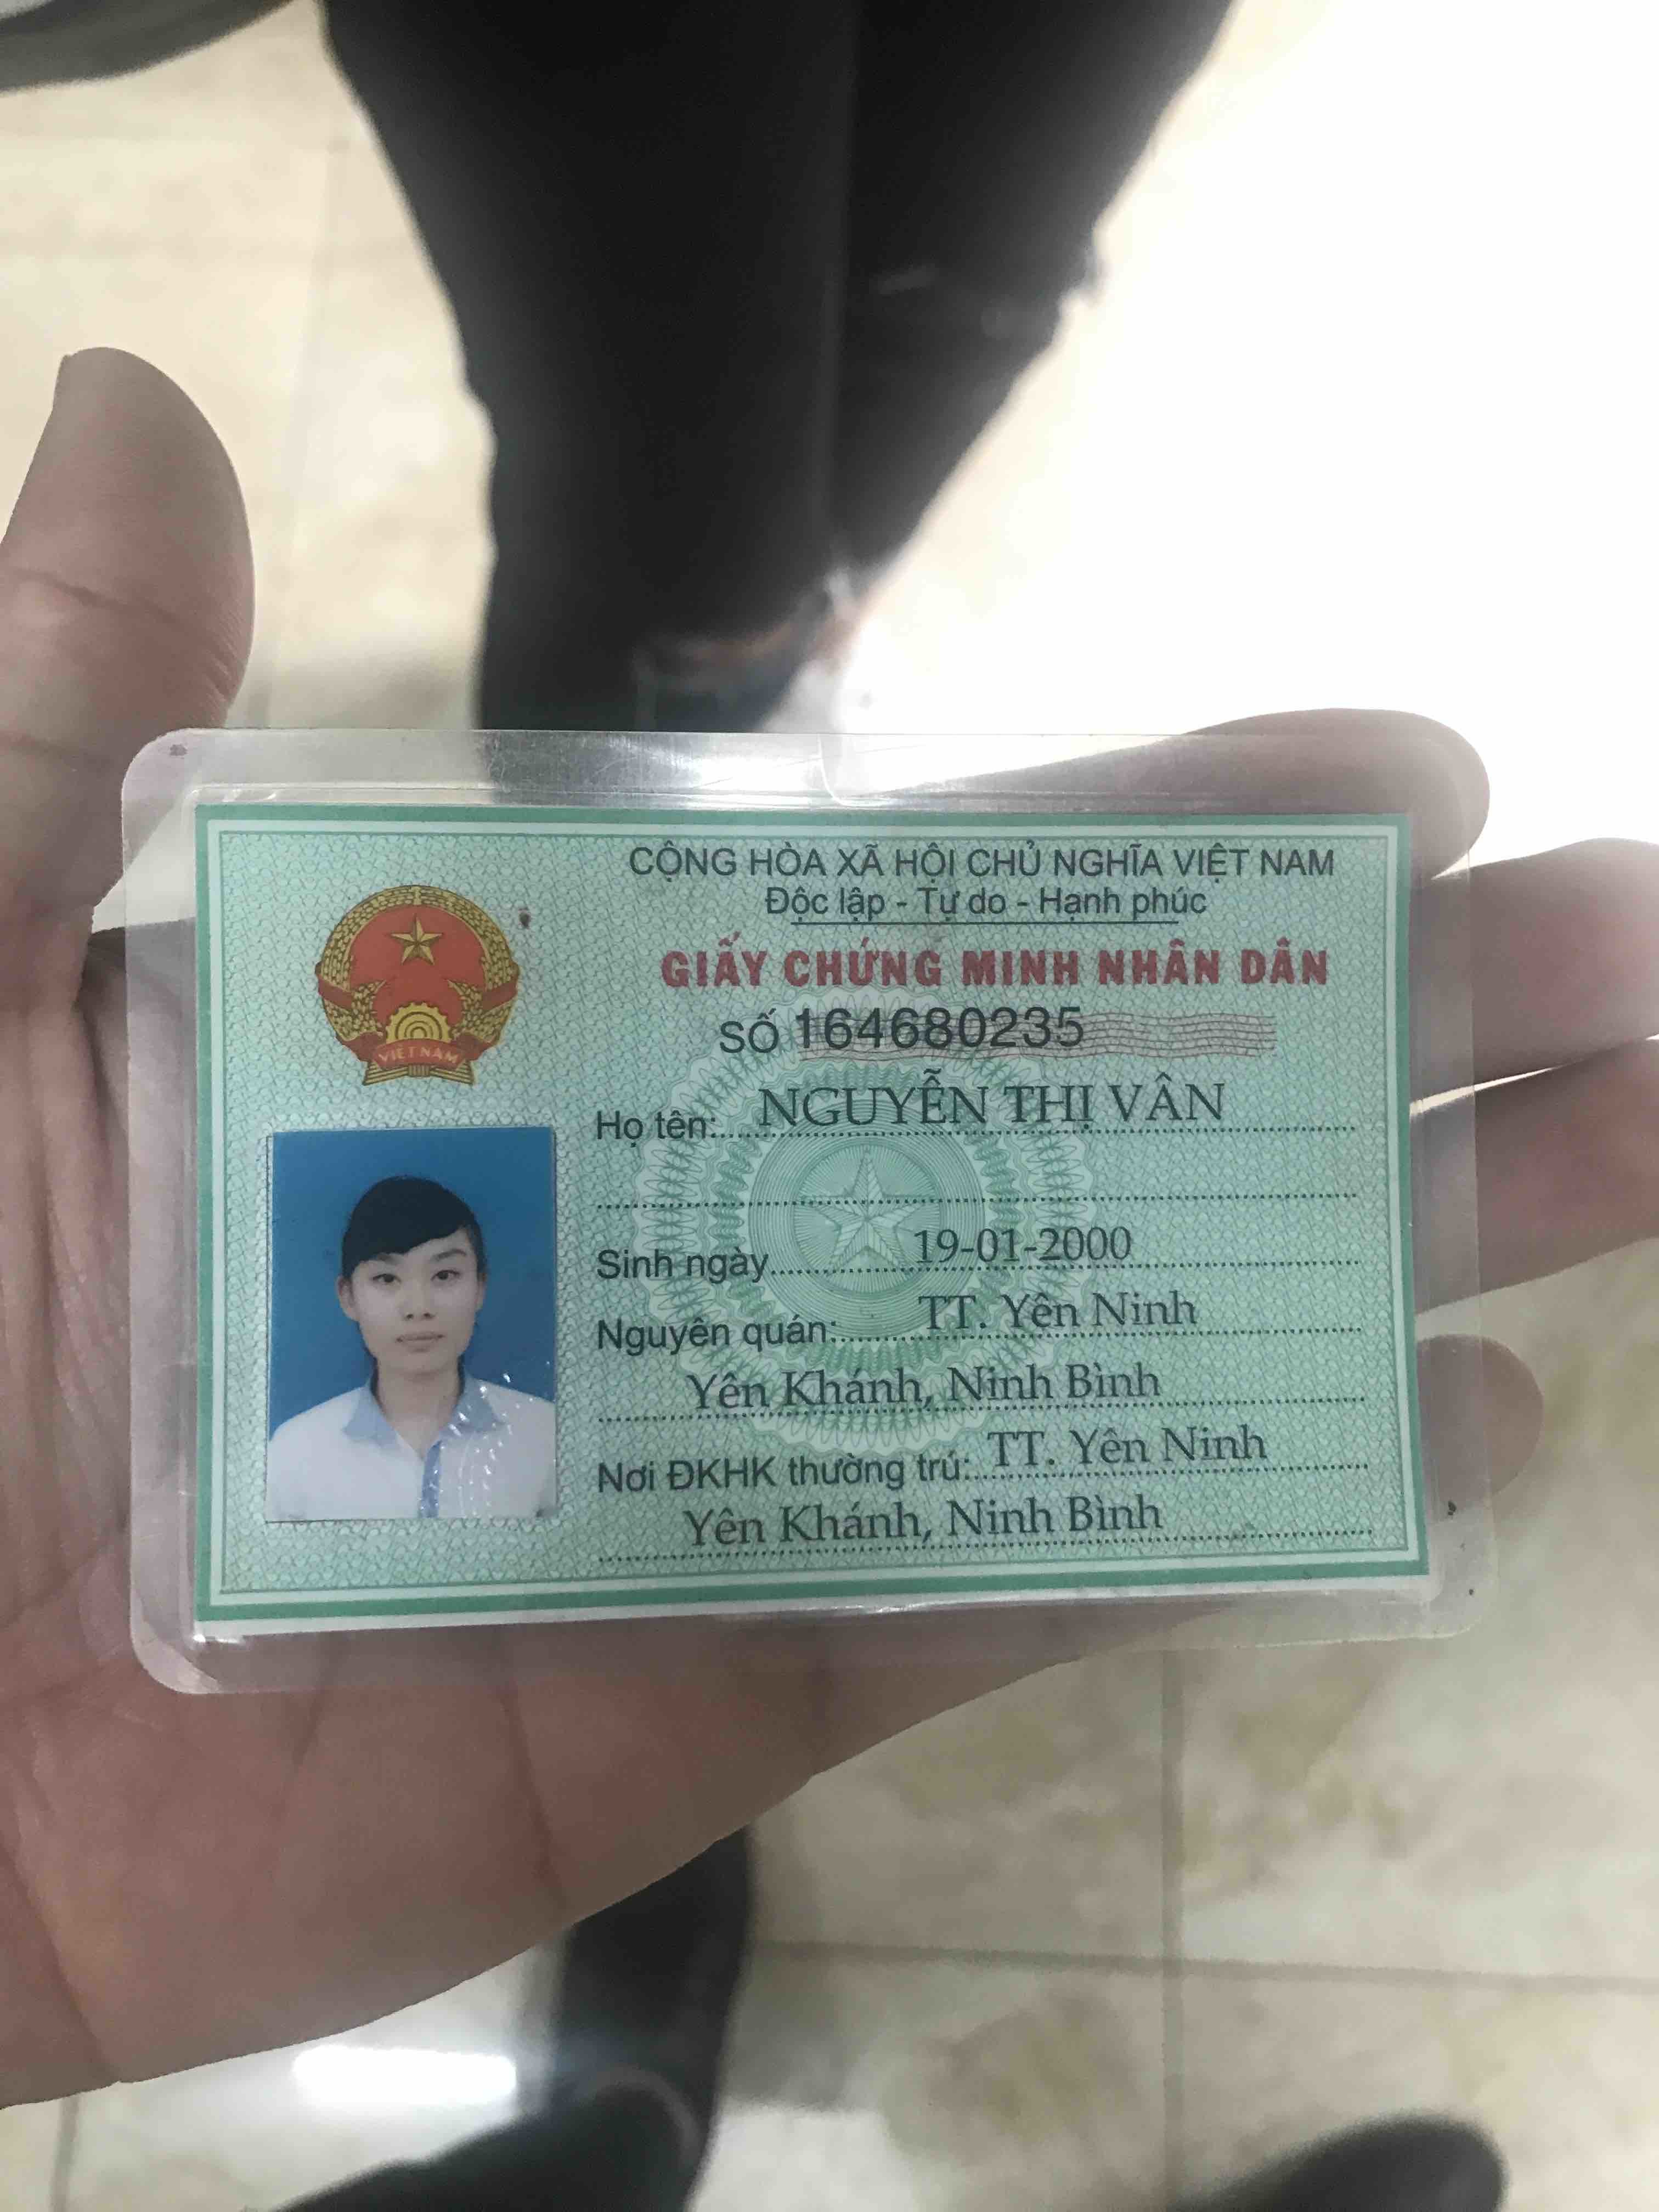 CỘNG HÒA XÃ HỘI CHỦ NGHĨA VIỆT NAM
Độc lập - Tự do - Hạnh phúc
GIẤY CHỨNG MINH NHÂN DÂN
SỐ 164680235
Họ tên: NGUYỄN THỊ VÂN
Sinh ngày 19-01-2000
Nguyên quán: TT. Yên Ninh
Yên Khánh, Ninh Bình
Nơi ĐKHK thường trú: TT. Yên Ninh
Yên Khánh, Ninh Bình
VIỆT NAM